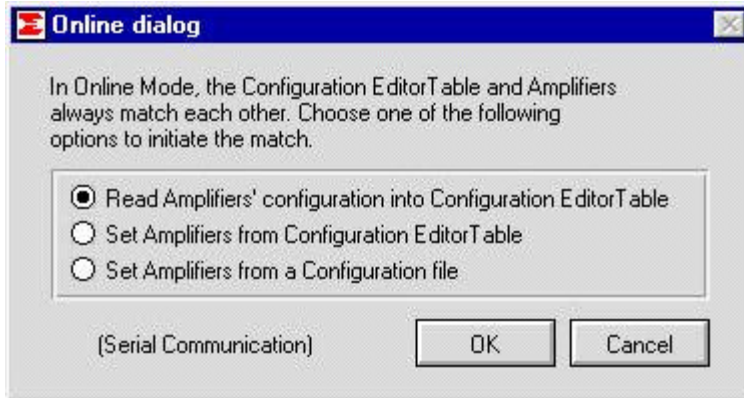 Online dialog
In Online Mode, the Configuration EditorTable and Amplifiers
always match each other. Choose one of the following
options to initiate the match.
Read Amplifiers' configuration into Configuration EditorTable
Set Amplifiers from Configuration EditorTable
Set Amplifiers from a Configuration file
(Serial Communication)
OK
Cancel